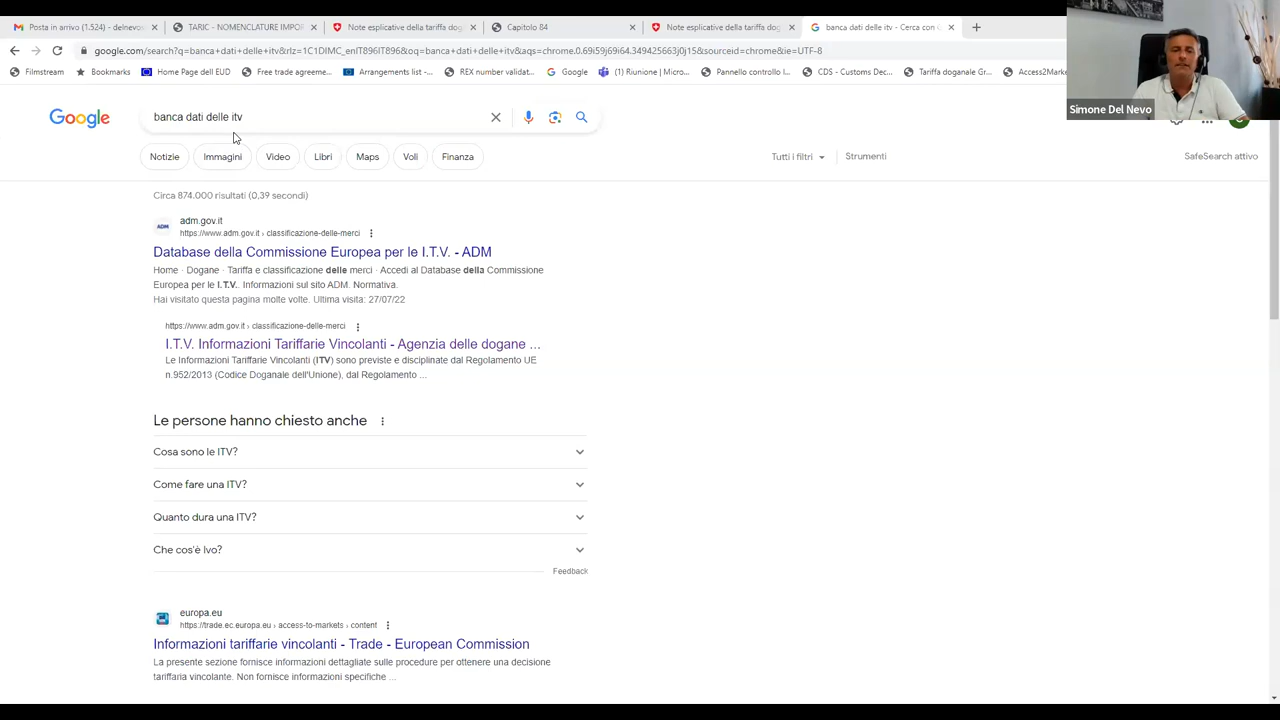 Posta in arrivo (1.524) - delnevos
TARIC – NOMENCLATURE IMPOR
Note esplicative della tariffa dog
Capitolo 84
Note esplicative della tariffa dog
banca dati delle itv - Cerca con
google.com/search?q=banca+dati+delle+itv&rlz=1C1DIMC_enIT896IT896&oq=banca+dati+delle+itv&aqs=chrome.0.69i59j69i64.349425663j0j15&sourceid=chrome&ie=UTF-8
Filmstream
Bookmarks
Home Page dell EUD
Free trade agreeme...
Arrangements list -...
REX number validat...
Google
Riunione | Micro...
Pannello controllo I...
CDS - Customs Dec...
Tariffa doganale Gr...
Access2Market
Simone Del Nevo
Google
banca dati delle itv
Notizie
Immagini
Video
Libri
Maps
Voli
Finanza
Tutti i filtri
Strumenti
SafeSearch attivo
Circa 874.000 risultati (0,39 secondi)
ADM
adm.gov.it
https://www.adm.gov.it › classificazione-delle-merci
Database della Commissione Europea per le I.T.V. - ADM
Home · Dogane · Tariffa e classificazione delle merci · Accedi al Database della Commissione
Europea per le I.T.V.. Informazioni sul sito ADM. Normativa.
Hai visitato questa pagina molte volte. Ultima visita: 27/07/22
https://www.adm.gov.it › classificazione-delle-merci
I.T.V. Informazioni Tariffarie Vincolanti - Agenzia delle dogane ...
Le Informazioni Tariffarie Vincolanti (ITV) sono previste e disciplinate dal Regolamento UE
n.952/2013 (Codice Doganale dell'Unione), dal Regolamento ...
Le persone hanno chiesto anche
Cosa sono le ITV?
Come fare una ITV?
Quanto dura una ITV?
Che cos'è ivo?
Feedback
europa.eu
https://trade.ec.europa.eu › access-to-markets › content
Informazioni tariffarie vincolanti - Trade - European Commission
La presente sezione fornisce informazioni dettagliate sulle procedure per ottenere una decisione
tariffaria vincolante. Non fornisce informazioni specifiche ...